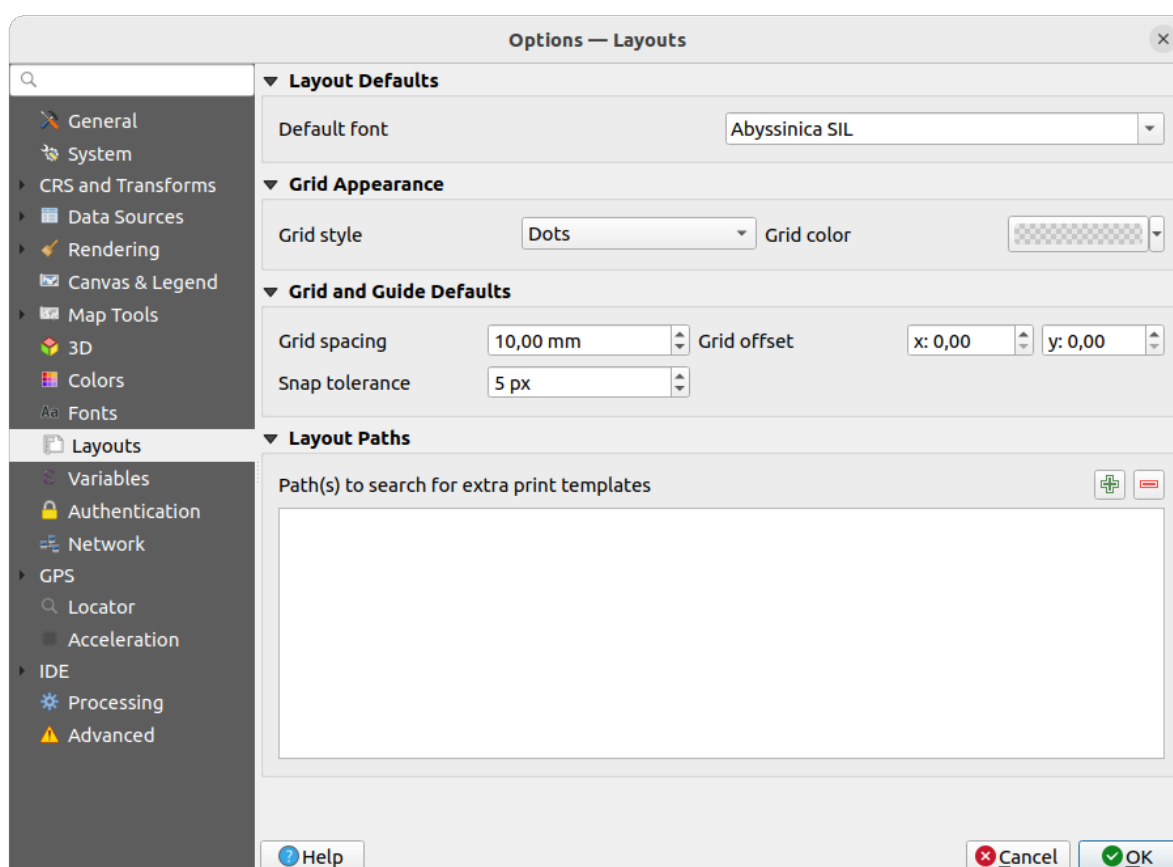 Options — Layouts
General
System
CRS and Transforms
Data Sources
Rendering
Canvas & Legend
Map Tools
3D
Colors
Aa Fonts
Layouts
ε Variables
Authentication
Network
GPS
Locator
Acceleration
IDE
Processing
Advanced
Layout Defaults
Default font Abyssinica SIL
Grid Appearance
Grid style Dots Grid color
Grid and Guide Defaults
Grid spacing 10,00 mm Grid offset x: 0,00 y: 0,00
Snap tolerance 5 px
Layout Paths
Path(s) to search for extra print templates
Help Cancel OK